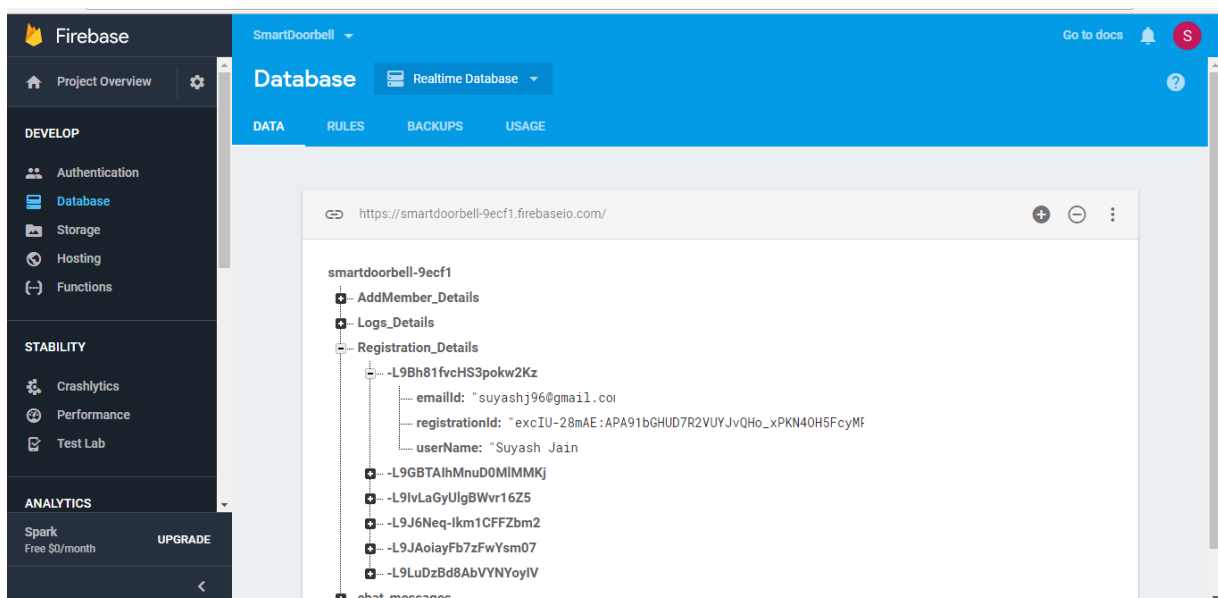 Firebase
SmartDoorbell
Go to docs
S
Project Overview
Database
Realtime Database
?
DATA RULES BACKUPS USAGE
DEVELOP
Authentication
Database
Storage
Hosting
Functions
STABILITY
Crashlytics
Performance
Test Lab
ANALYTICS
Spark
Free $0/month
UPGRADE
https://smartdoorbell-9ecf1.firebaseio.com/
smartdoorbell-9ecf1
AddMember_Details
Logs_Details
Registration_Details
-L9Bh81fvcHS3pokw2Kz
emailId: "suyashj96@gmail.co
registrationId: "excIU-28mAE:APA91bGHUD7R2VUYJvQHo_xPKN4OH5FcyM
userName: "Suyash Jain
-L9GBTAlhMnuD0MlMMKj
-L9IvLaGyUlgBWvr16Z5
-L9J6Neq-lkm1CFFZbm2
-L9JAoiayFb7zFwYsm07
-L9LuDzBd8AbVYNYoyIV
chat_messages